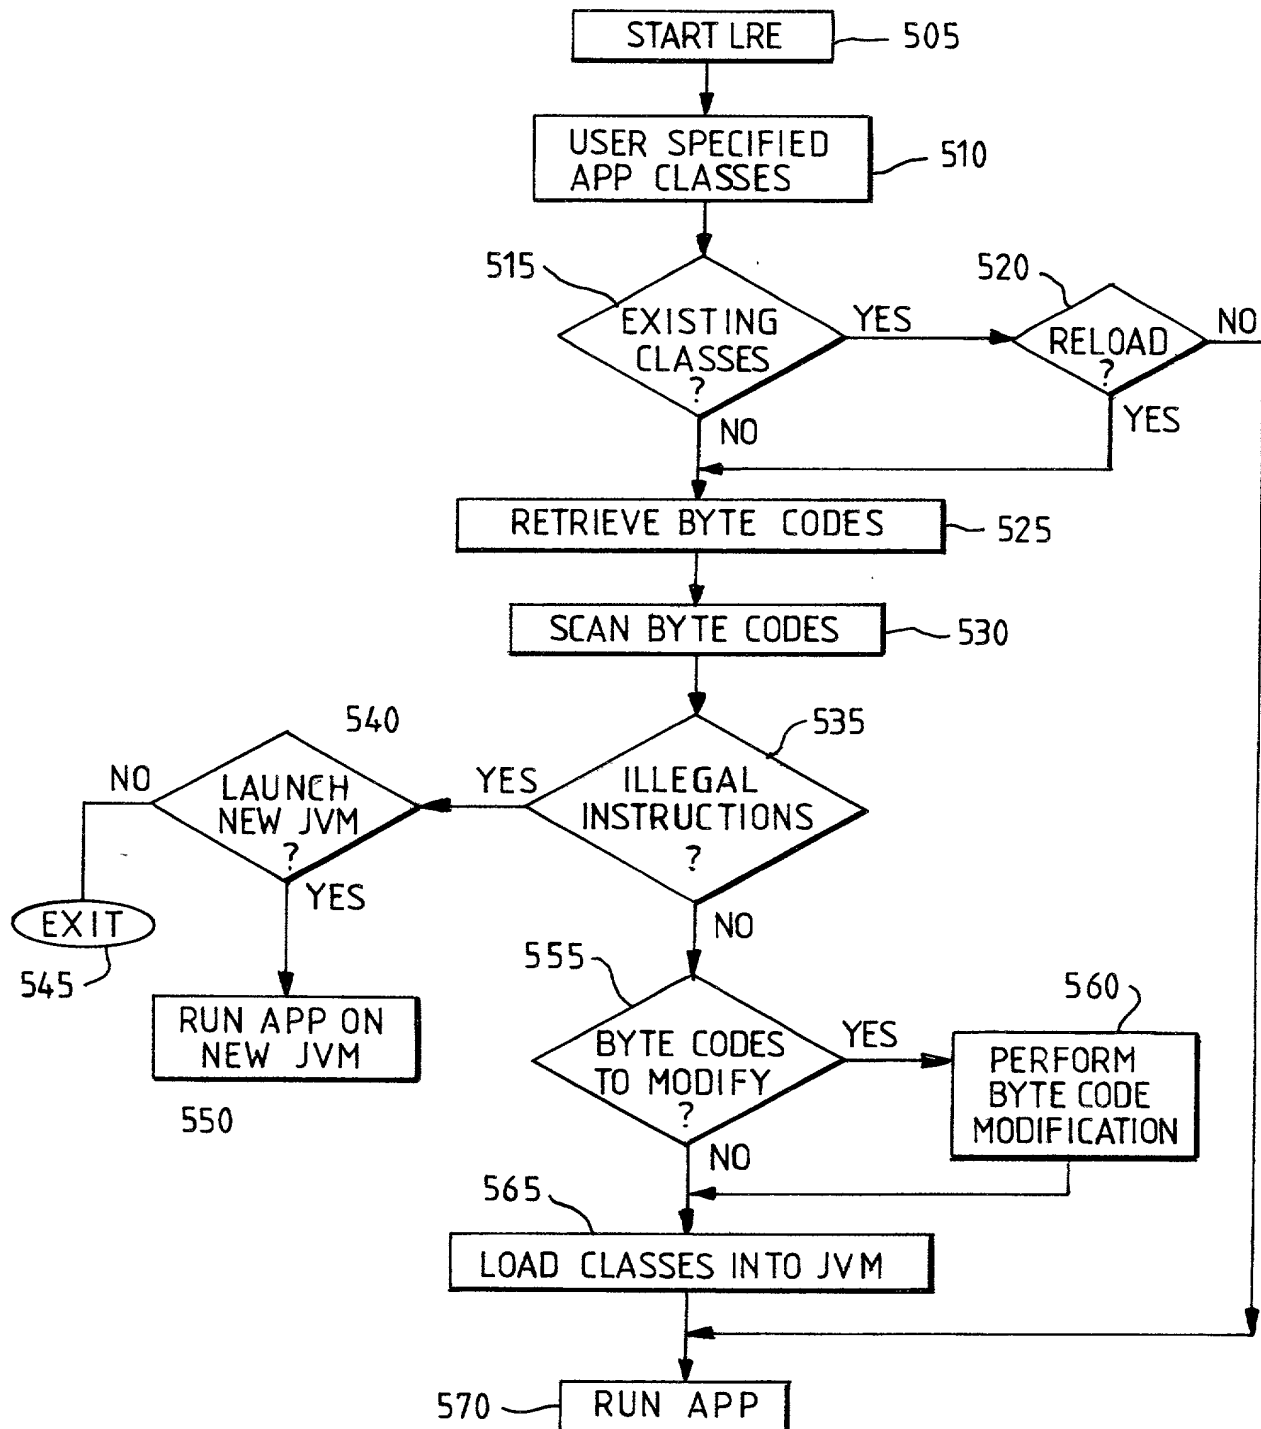 START LRE
505
USER SPECIFIED
APP CLASSES
510
515
EXISTING
CLASSES
?
YES
NO
520
RELOAD
?
NO
YES
RETRIEVE BYTE CODES
525
SCAN BYTE CODES
530
535
ILLEGAL
INSTRUCTIONS
?
YES
NO
540
LAUNCH
NEW JVM
?
NO
YES
EXIT
545
RUN APP ON
NEW JVM
550
555
BYTE CODES
TO MODIFY
?
YES
NO
560
PERFORM
BYTE CODE
MODIFICATION
565
LOAD CLASSES INTO JVM
570
RUN APP